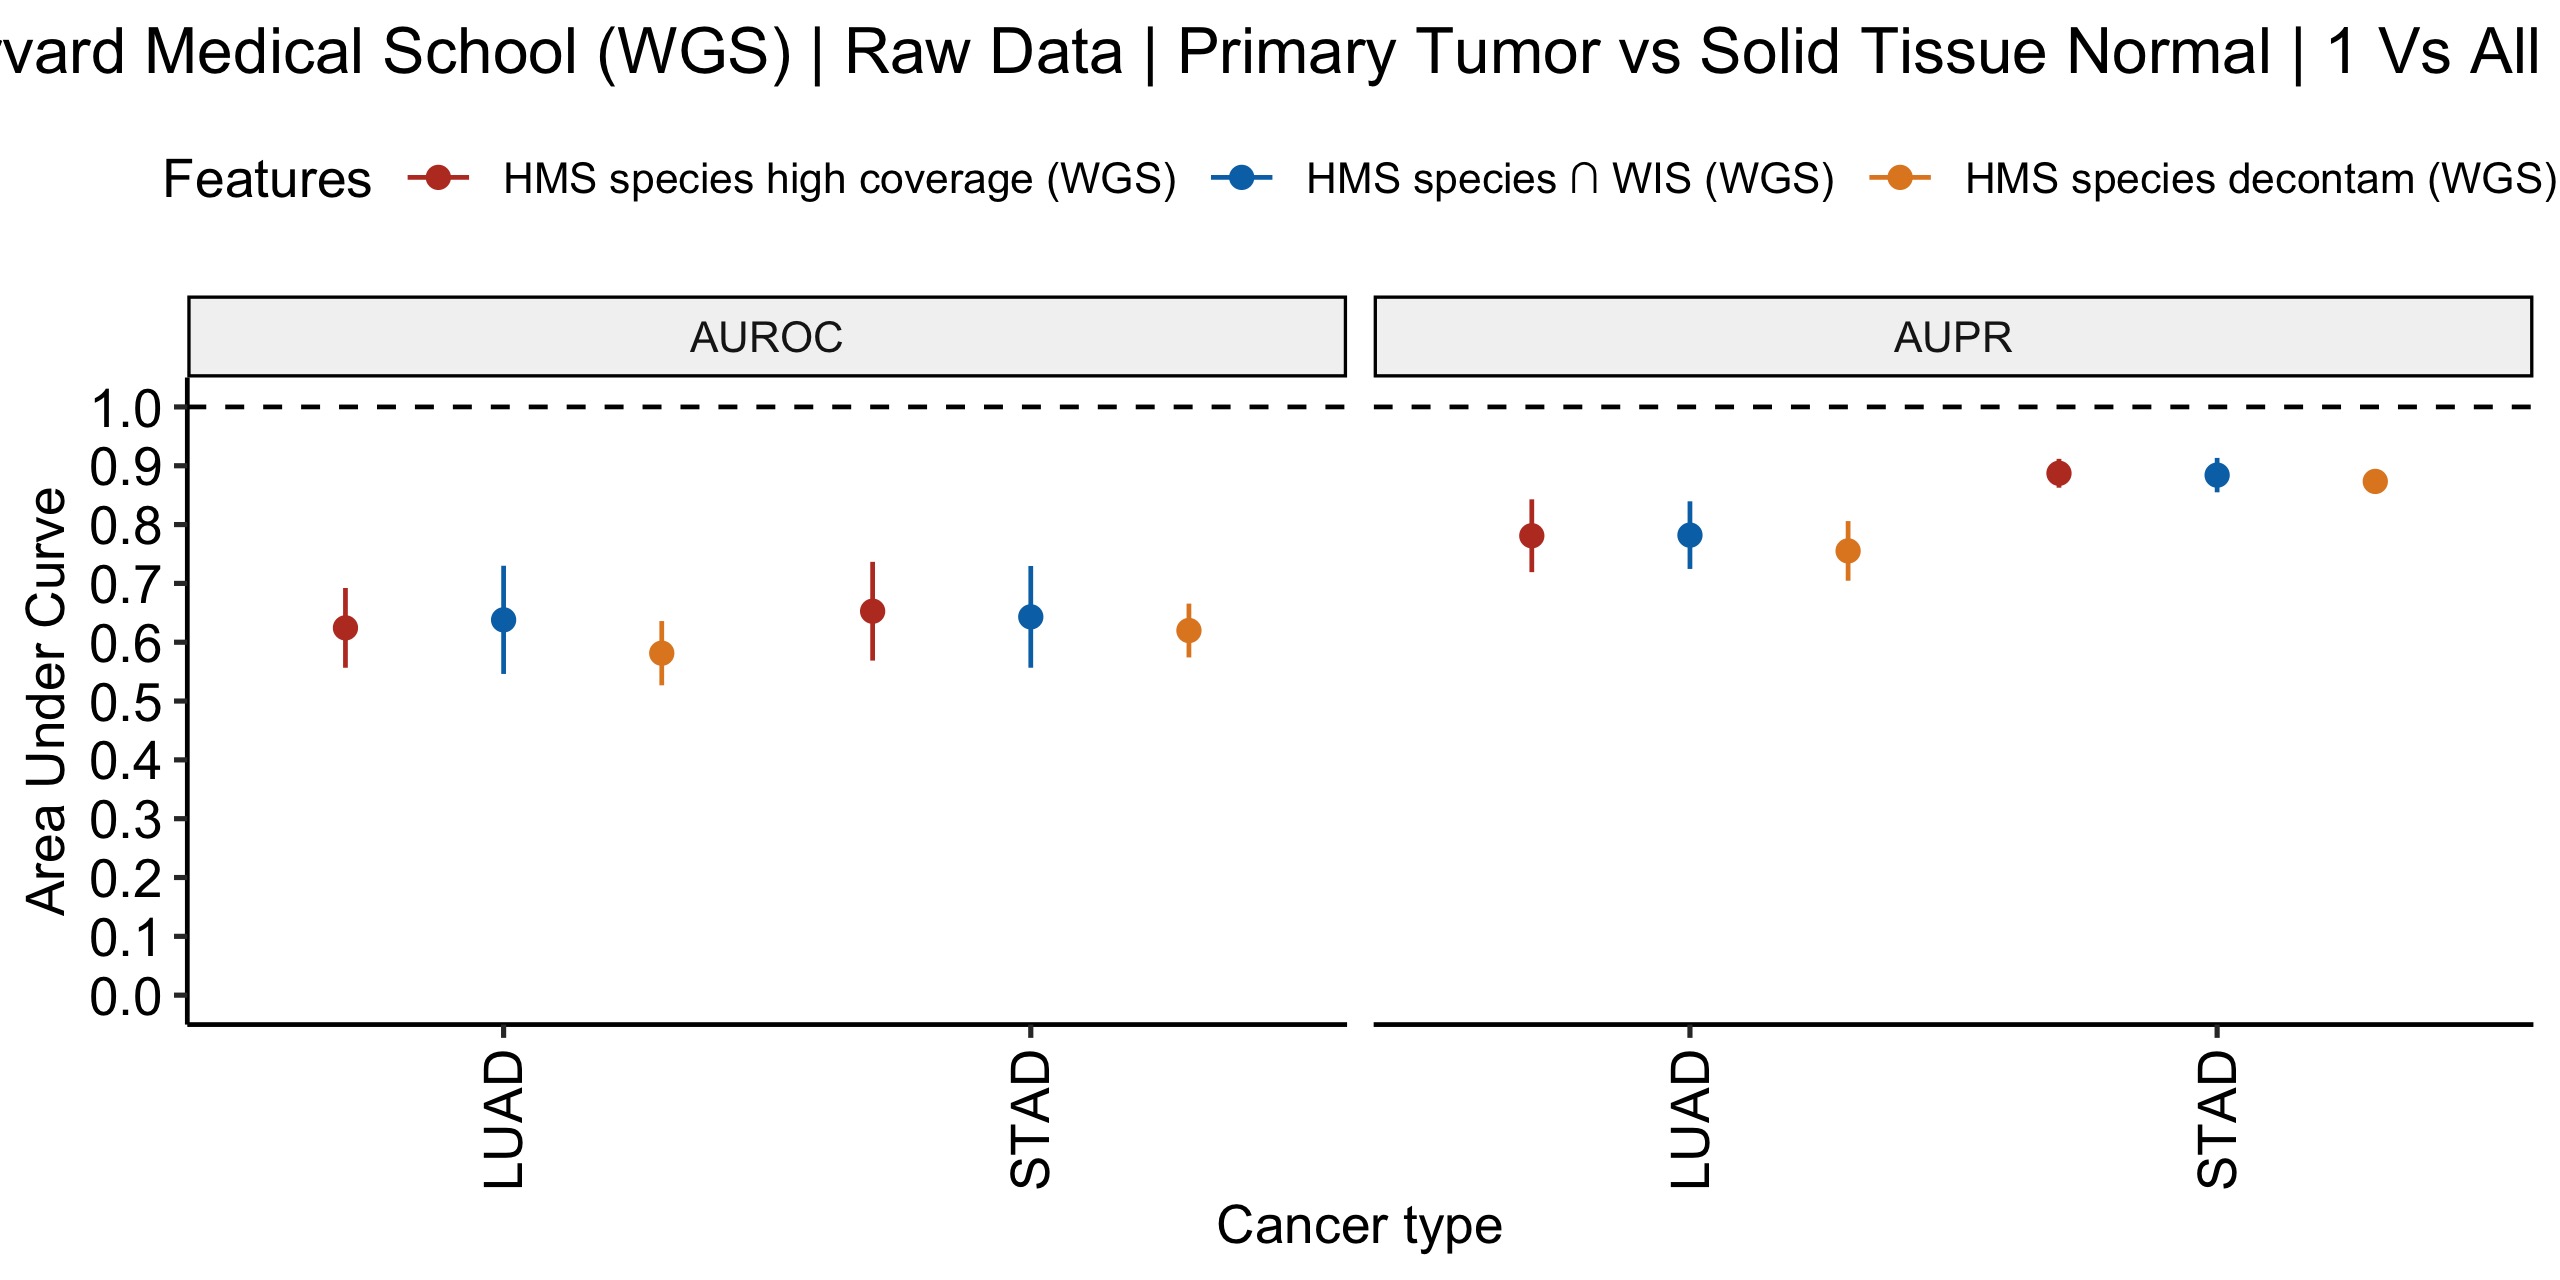 vard Medical School (WGS) | Raw Data | Primary Tumor vs Solid Tissue Normal | 1 Vs All
Features HMS species high coverage (WGS) HMS species ∩ WIS (WGS) HMS species decontam (WGS)
AUROC AUPR
Area Under Curve
1.0
0.9
0.8
0.7
0.6
0.5
0.4
0.3
0.2
0.1
0.0
LUAD STAD LUAD STAD
Cancer type